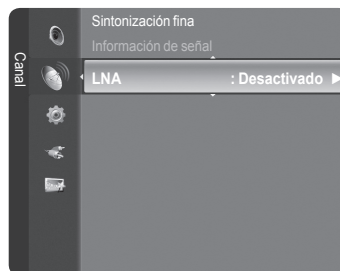 Canal
Sintonización fina
Información de señal
LNA : Desactivado